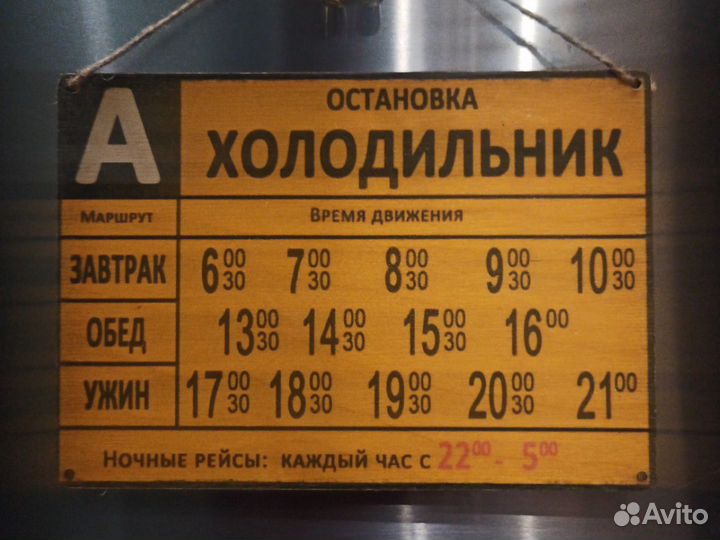 А
ОСТАНОВКА
ХОЛОДИЛЬНИК
МАРШРУТ ВРЕМЯ ДВИЖЕНИЯ
ЗАВТРАК 6 00 30 7 00 30 8 00 30 9 00 30 10 00 30
ОБЕД 13 00 30 14 00 30 15 00 30 16 00
УЖИН 17 00 30 18 00 30 19 00 30 20 00 30 21 00
НОЧНЫЕ РЕЙСЫ: КАЖДЫЙ ЧАС С 22 00 - 5 00
Avito